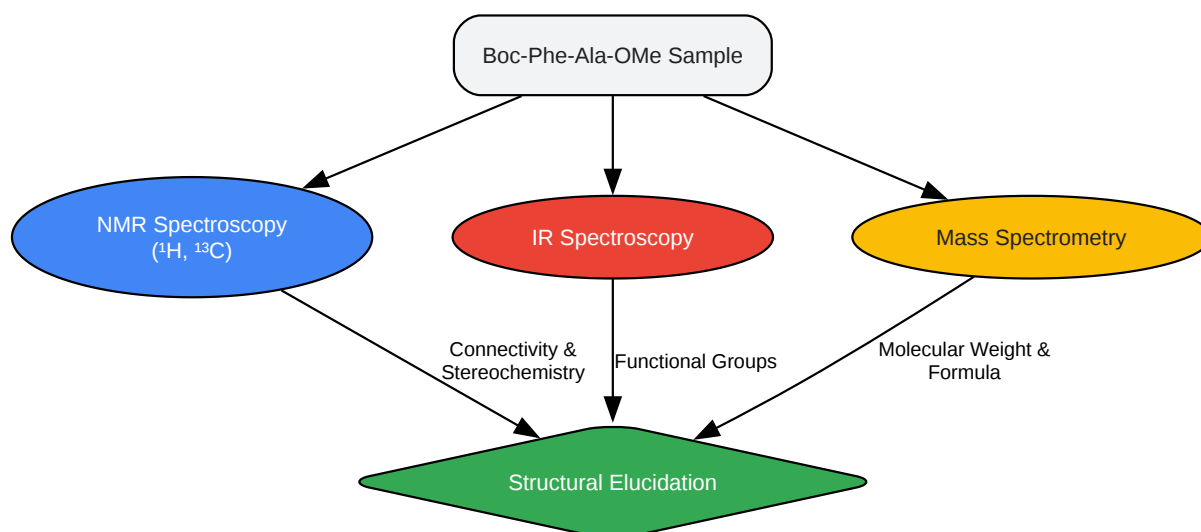 Boc-Phe-Ala-OMe Sample
NMR Spectroscopy
(¹H, ¹³C)
IR Spectroscopy
Mass Spectrometry
Connectivity &
Stereochemistry
Functional Groups
Molecular Weight &
Formula
Structural Elucidation